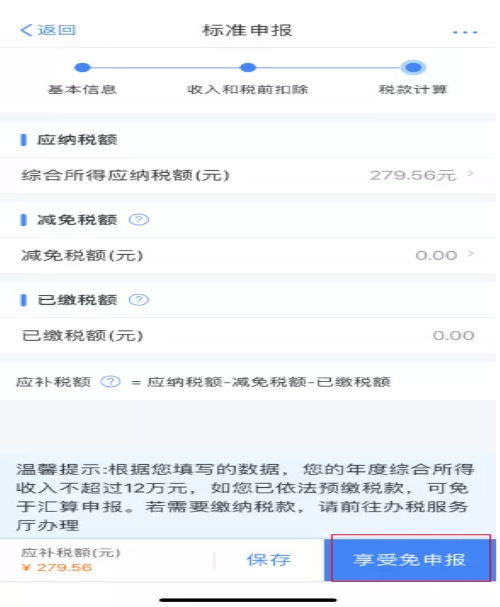 返回
标准申报
...
基本信息
收入和税前扣除
税款计算
应纳税额
综合所得应纳税额(元)
279.56元 >
减免税额 ?
减免税额(元)
0.00 >
已缴税额 ?
已缴税额(元)
0.00
应补税额 ? = 应纳税额-减免税额-已缴税额
温馨提示:根据您填写的数据，您的年度综合所得
收入不超过12万元，如您已依法预缴税款，可免
于汇算申报。若需要缴纳税款，请前往办税服务
厅办理
应补税额(元)
¥ 279.56
保存
享受免申报